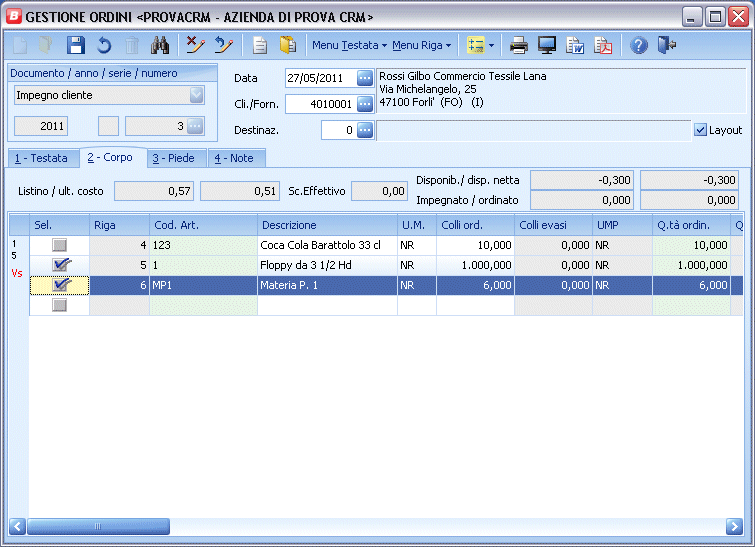 GESTIONE ORDINI <PROVACRM - AZIENDA DI PROVA CRM>
Menu Testata Menu Riga
Documento / anno / serie / numero
Impegno cliente
2011 3
Data 27/05/2011
Cli./Forn. 4010001
Destinaz. 0
Rossi Gilbo Commercio Tessile Lana
Via Michelangelo, 25
47100 Forli' (FO) (I)
Layout
1 - Testata 2 - Corpo 3 - Piede 4 - Note
Listino / ult. costo 0,57 0,51 Sc.Effettivo 0,00
Disponib./ disp. netta -0,300 -0,300
Impegnato / ordinato 0,000 0,000
Sel. Riga Cod. Art. Descrizione U.M. Colli ord. Colli evasi UMP Q.tà ordin. Q
1
5
Vs
4 123 Coca Cola Barattolo 33 cl NR 10,000 0,000 NR 10,000
5 1 Floppy da 3 1/2 Hd NR 1.000,000 0,000 NR 1.000,000
6 MP1 Materia P. 1 NR 6,000 0,000 NR 6,000